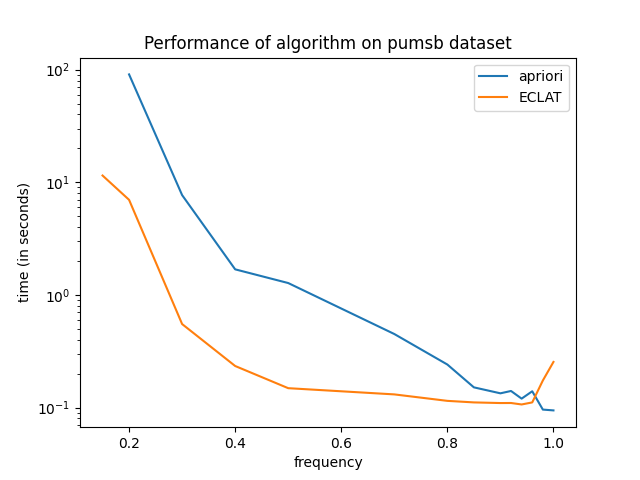 Performance of algorithm on pumsb dataset
apriori
ECLAT
time (in seconds)
10²
10¹
10⁰
10⁻¹
0.2 0.4 0.6 0.8 1.0
frequency